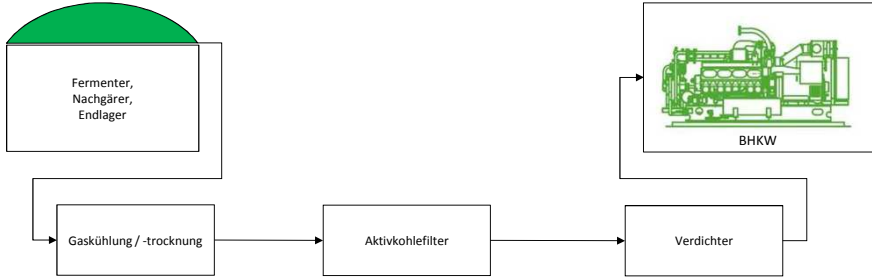 Fermenter,
Nachgärer,
Endlager
BHKW
Gaskühlung / -trocknung
Aktivkohlefilter
Verdichter